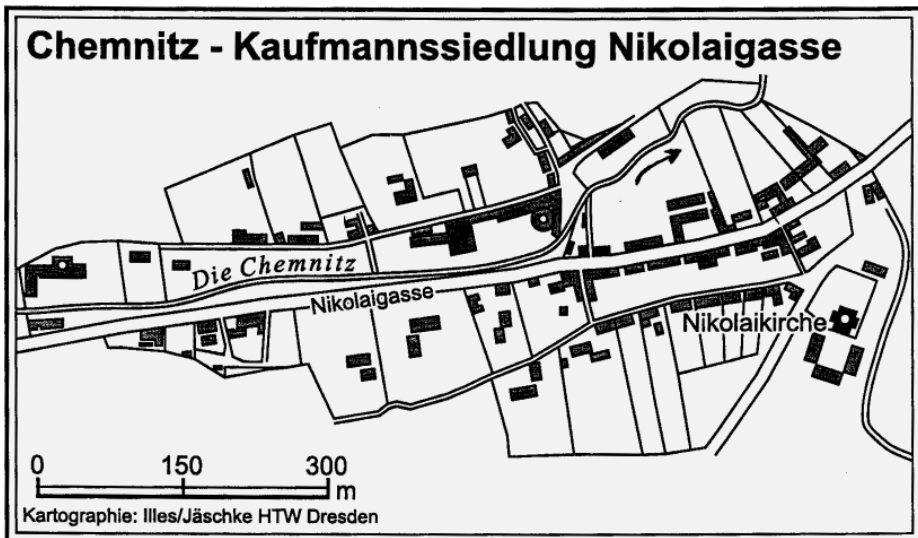 Chemnitz - Kaufmannssiedlung Nikolaigasse
Die Chemnitz
Nikolaigasse
Nikolaikirche
0 150 300
m
Kartographie: Illes/Jäschke HTW Dresden